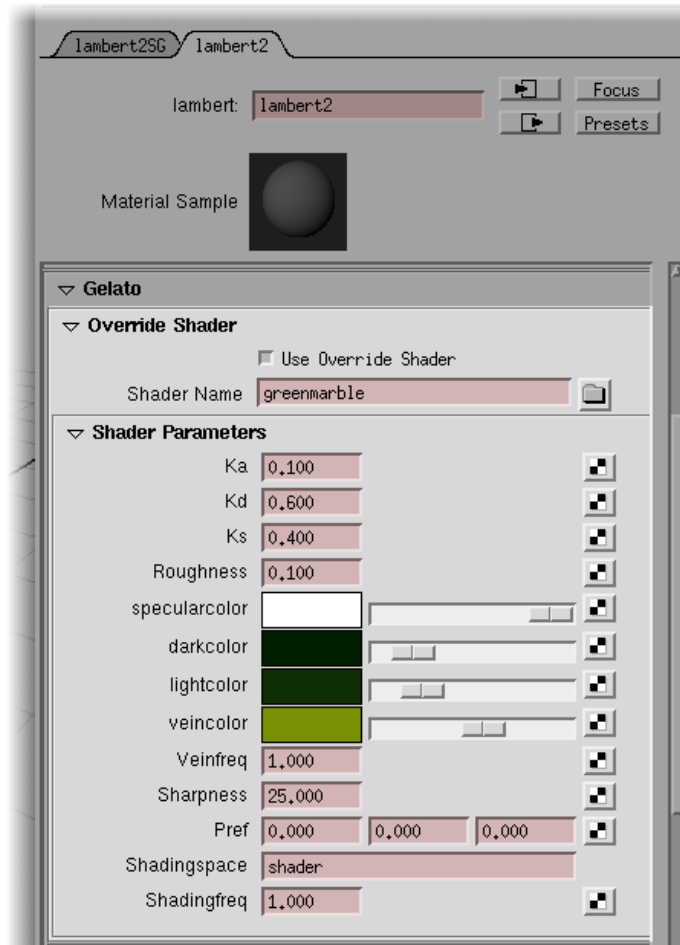 lambert2SG lambert2
lambert: lambert2 Focus
Presets
Material Sample
Gelato
Override Shader
Use Override Shader
Shader Name greenmarble
Shader Parameters
Ka 0.100
Kd 0.600
Ks 0.400
Roughness 0.100
specularcolor
darkcolor
lightcolor
veincolor
Veinfreq 1.000
Sharpness 25.000
Pref 0.000 0.000 0.000
Shadingspace shader
Shadingfreq 1.000